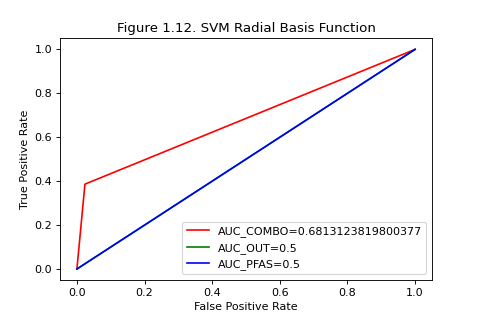 Figure 1.12. SVM Radial Basis Function
1.0
0.8
0.6
0.4
0.2
0.0
True Positive Rate
AUC_COMBO=0.6813123819800377
AUC_OUT=0.5
AUC_PFAS=0.5
0.0 0.2 0.4 0.6 0.8 1.0
False Positive Rate